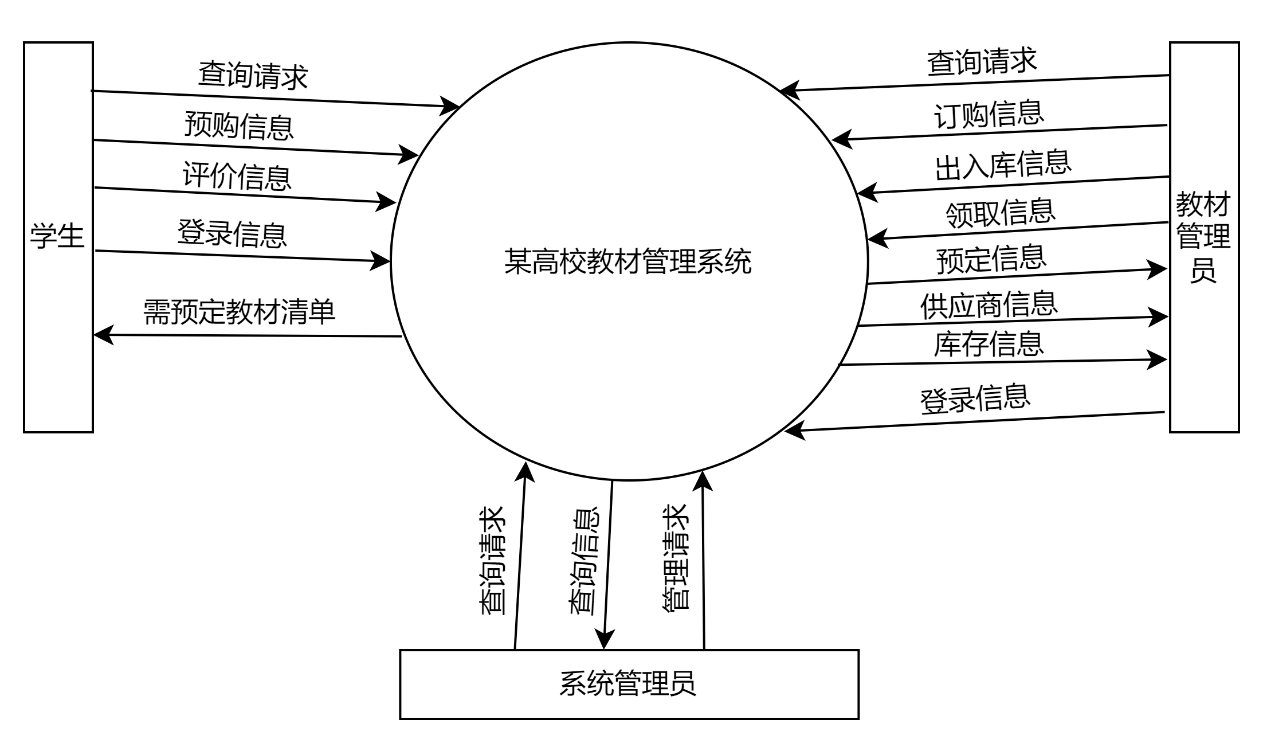 学生
查询请求
预购信息
评价信息
登录信息
需预定教材清单
某高校教材管理系统
查询请求
订购信息
出入库信息
领取信息
预定信息
供应商信息
库存信息
登录信息
教材
管理
员
查询请求
查询信息
管理请求
系统管理员